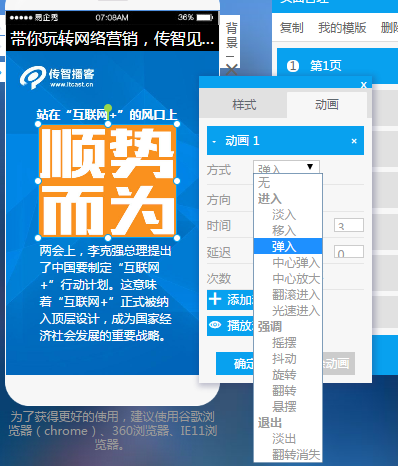 ●●●●● 易企秀 07:08AM 36%
带你玩转网络营销，传智见...
传智播客
www.itcast.cn
站在“互联网+”的风口上
顺势
而为
两会上，李克强总理提出
了中国要制定“互联网
+”行动计划。这意味
着“互联网+”正式被纳
入顶层设计，成为国家经
济社会发展的重要战略。
为了获得更好的使用，建议使用谷歌浏
览器（chrome）、360浏览器、IE11浏
览器。
背
景
复制 我的模版 删除
1 第1页
x
样式 动画
动画 1 ×
方式 弹入
方向
时间 3
延迟 0
次数
添加
播放
确定 动画
无
进入
淡入
移入
弹入
中心弹入
中心放大
翻滚进入
光速进入
强调
摇摆
抖动
旋转
翻转
悬摆
退出
淡出
翻转消失